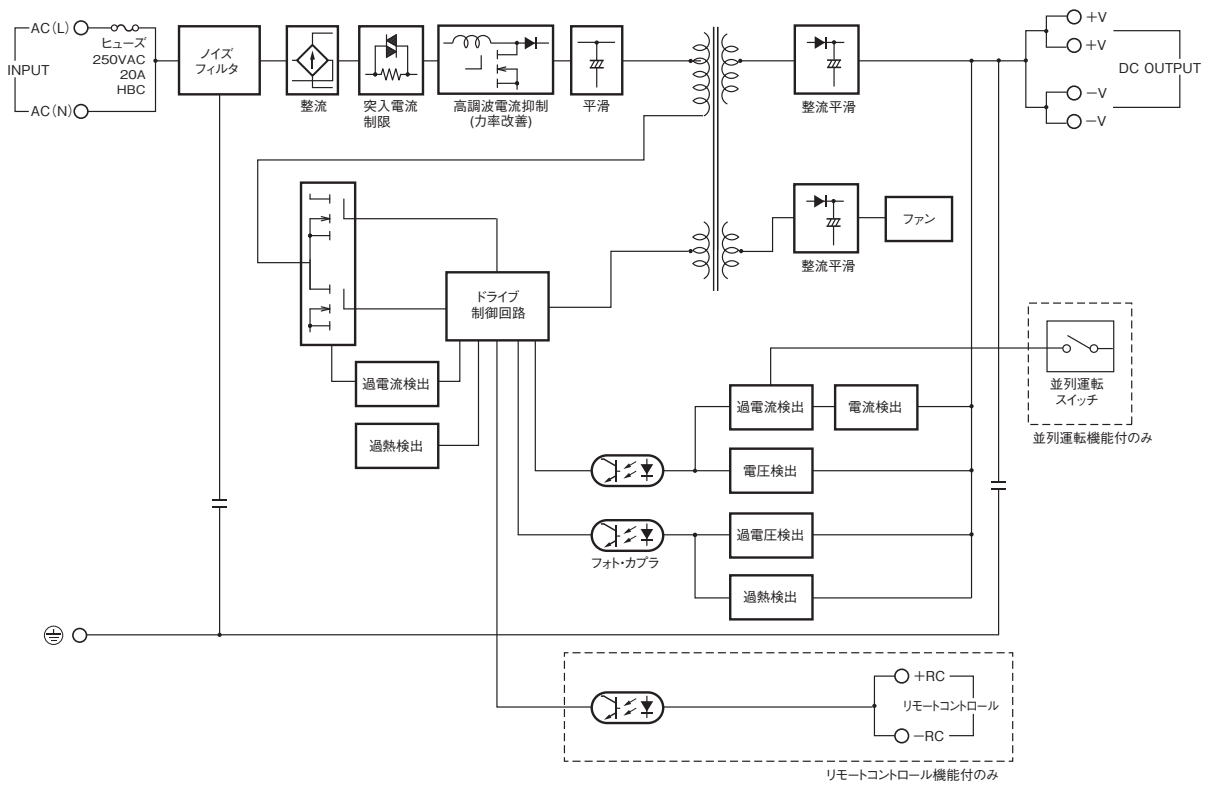 AC(L)
ヒューズ
250VAC
20A
HBC
INPUT
AC(N)
ノイズ
フィルタ
整流
突入電流
制限
高調波電流抑制
(力率改善)
平滑
整流平滑
+V
+V
DC OUTPUT
−V
−V
整流平滑
ファン
ドライブ
制御回路
過電流検出
過熱検出
過電流検出
電流検出
並列運転
スイッチ
並列運転機能付のみ
電圧検出
過電圧検出
フォト・カプラ
過熱検出
+RC
リモートコントロール
−RC
リモートコントロール機能付のみ